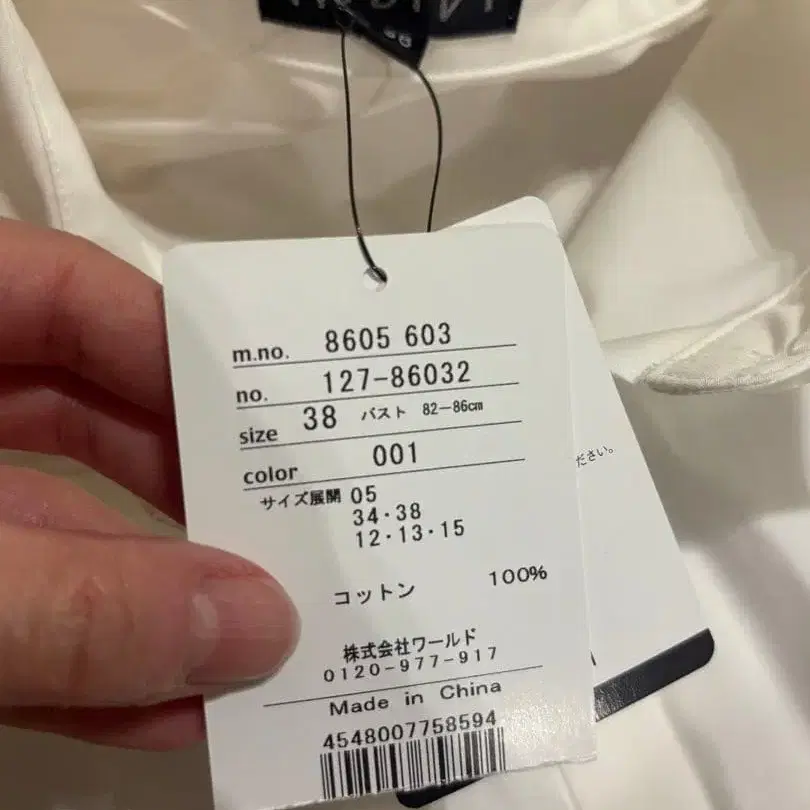 m.no. 8605 603
no. 127-86032
size 38 バスト 82-86cm
color 001
サイズ展開 05
34・38
12・13・15
コットン 100%
株式会社ワールド
0120-977-917
Made in China
4548007758594
ださい。